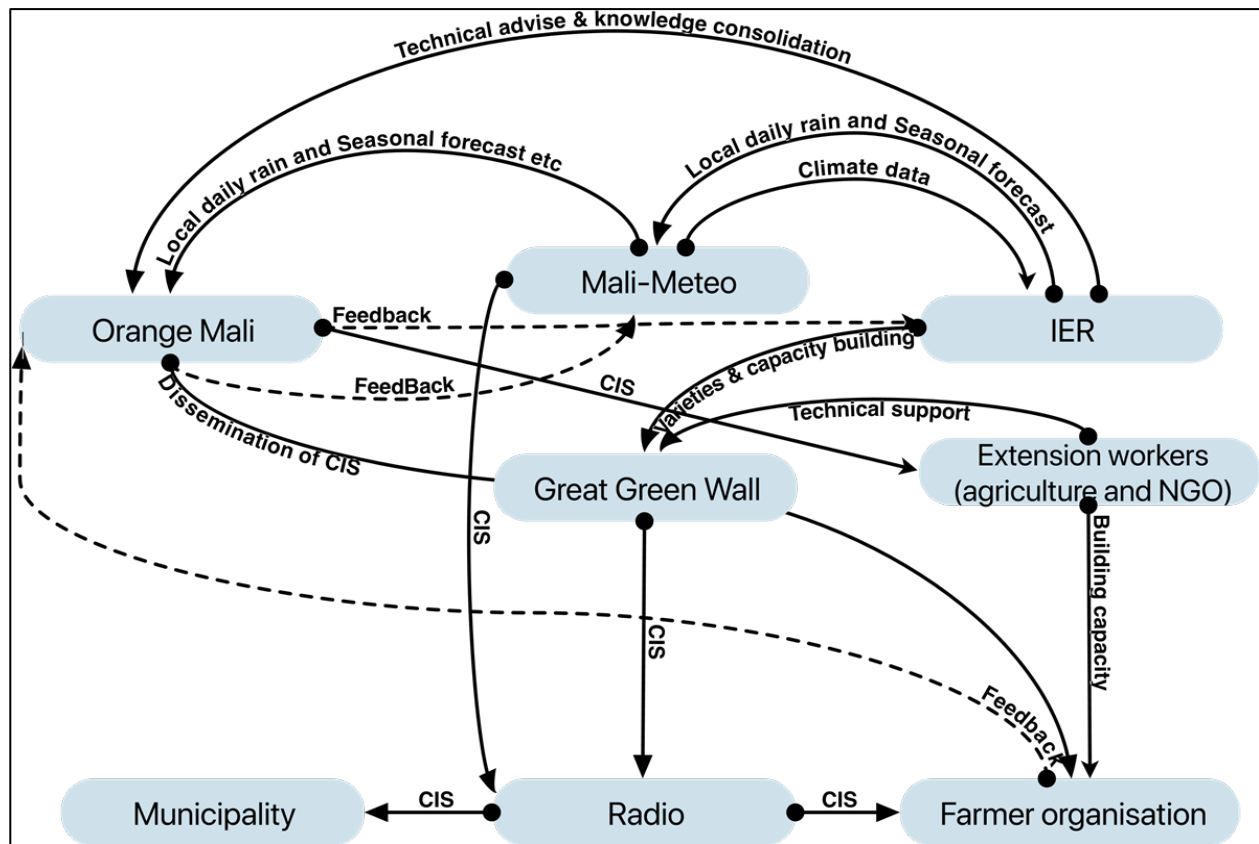 Technical advise & knowledge consolidation
Local daily rain and Seasonal forecast etc
Local daily rain and Seasonal forecast
Climate data
Mali-Meteo
Orange Mali
Feedback
IER
FeedBack
Varieties & capacity building
CIS
Dissemination of CIS
Technical support
Great Green Wall
Extension workers
(agriculture and NGO)
CIS
CIS
Building capacity
Feedback
Municipality
CIS
Radio
CIS
Farmer organisation